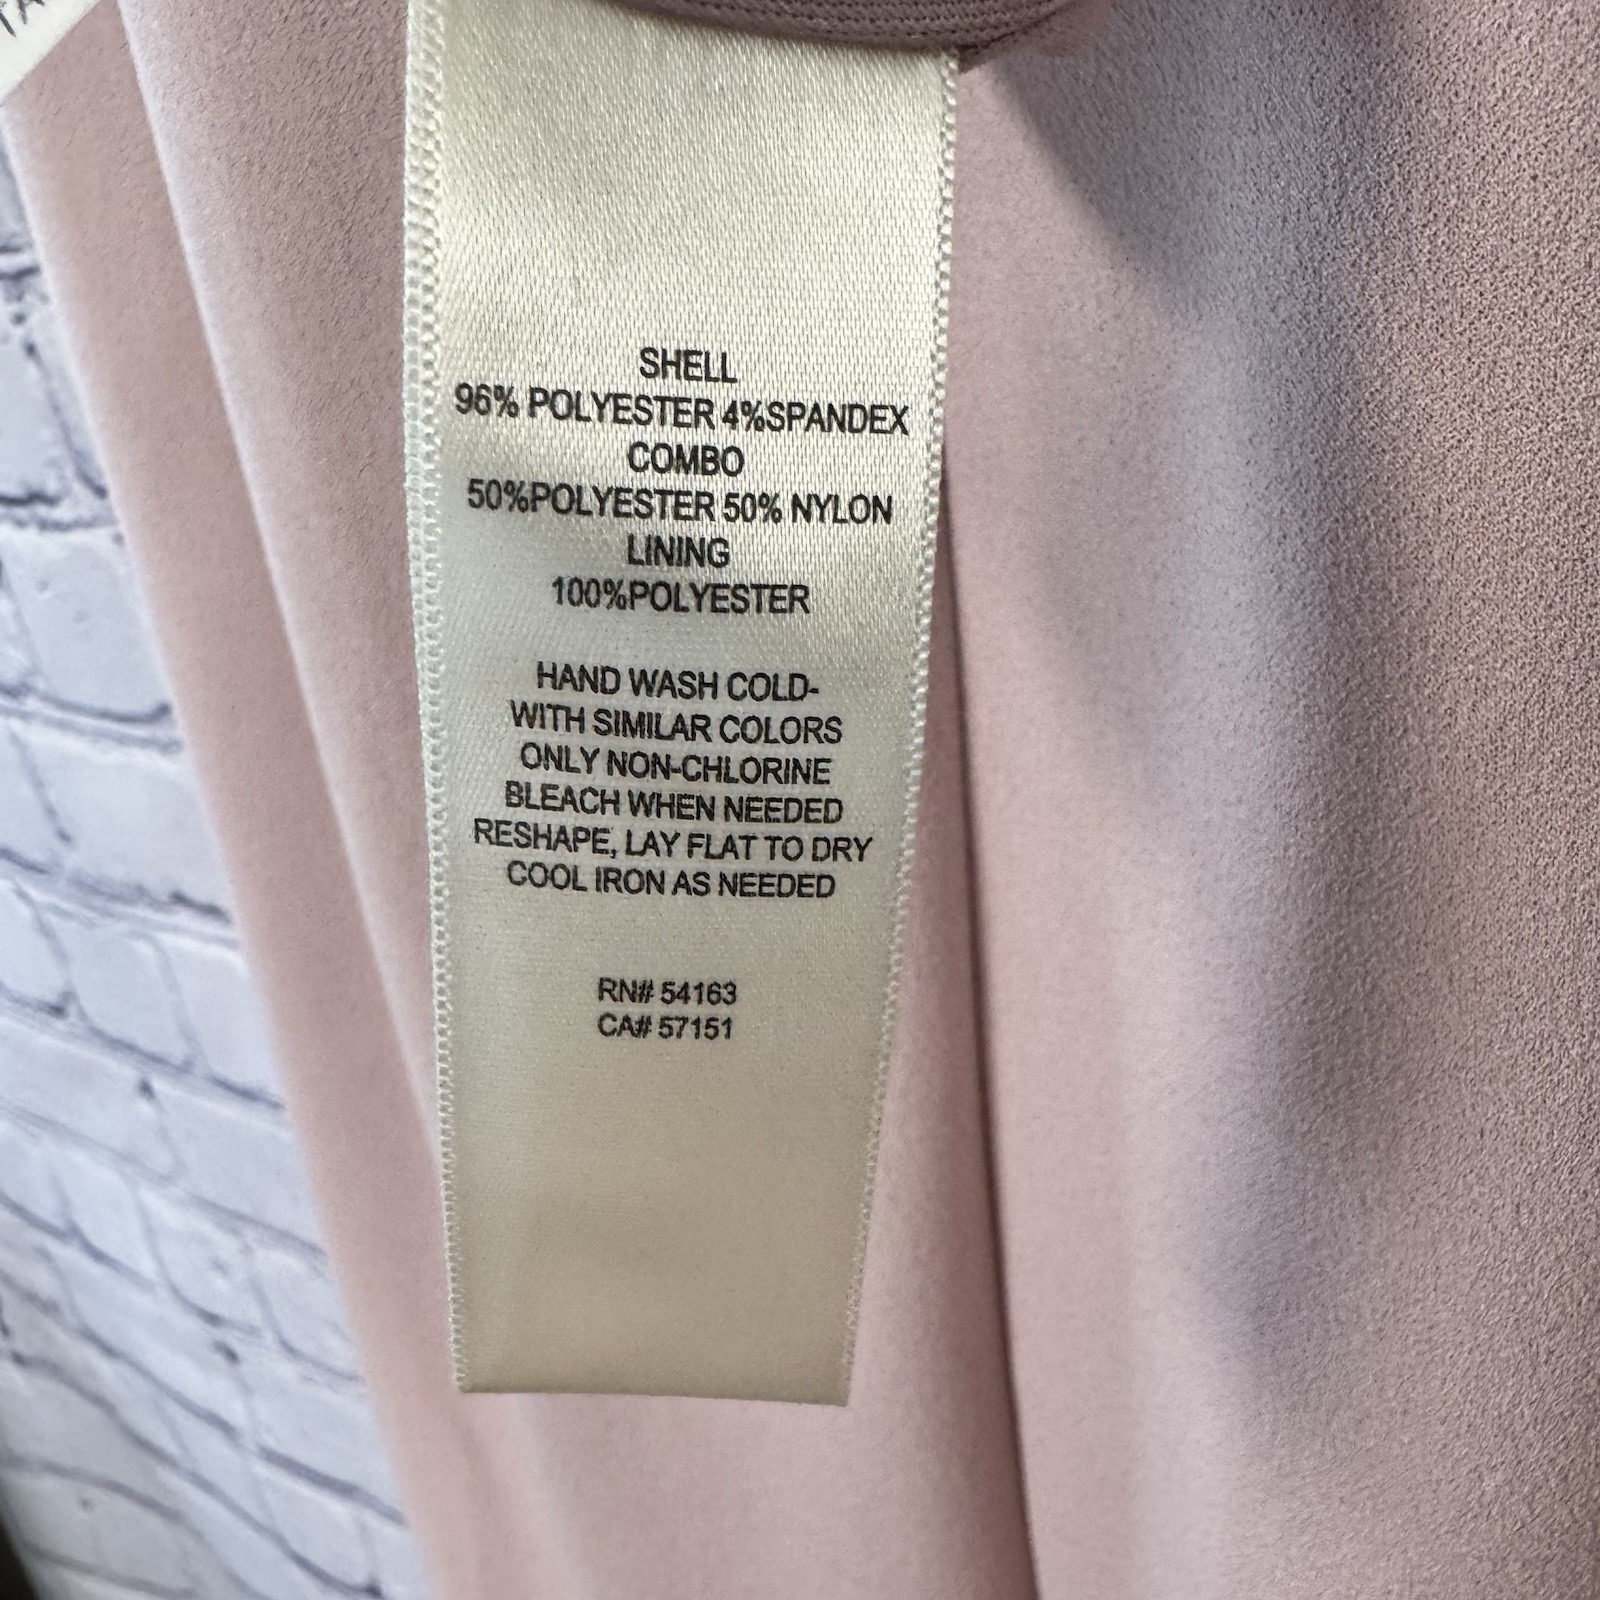 SHELL
96% POLYESTER 4%SPANDEX
COMBO
50%POLYESTER 50% NYLON
LINING
100%POLYESTER
HAND WASH COLD-
WITH SIMILAR COLORS
ONLY NON-CHLORINE
BLEACH WHEN NEEDED
RESHAPE, LAY FLAT TO DRY
COOL IRON AS NEEDED
RN# 54163
CA# 57151